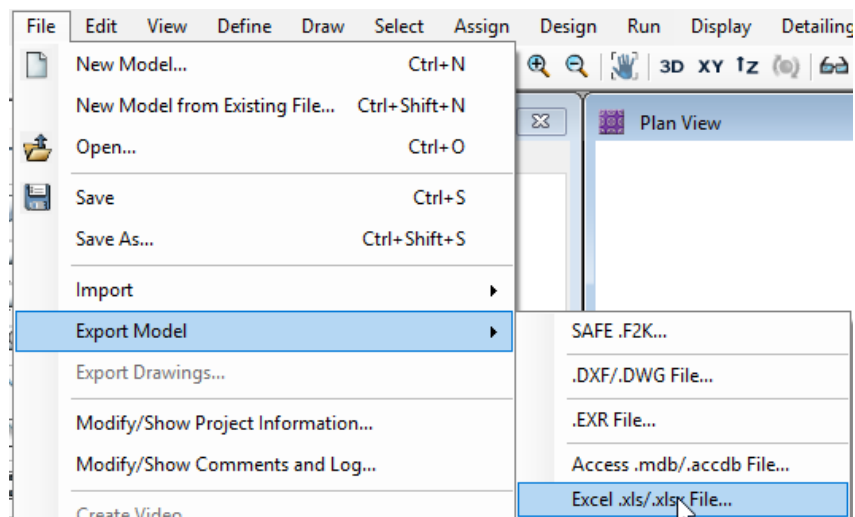 File Edit View Define Draw Select Assign Design Run Display Detailing
3D XY
Plan View
New Model... Ctrl+N
New Model from Existing File... Ctrl+Shift+N
Open... Ctrl+O
Save Ctrl+S
Save As... Ctrl+Shift+S
Import
Export Model
Export Drawings...
Modify/Show Project Information...
Modify/Show Comments and Log...
Create Video
SAFE .F2K...
.DXF/.DWG File...
.EXR File...
Access .mdb/.accdb File...
Excel .xls/.xlsx File...